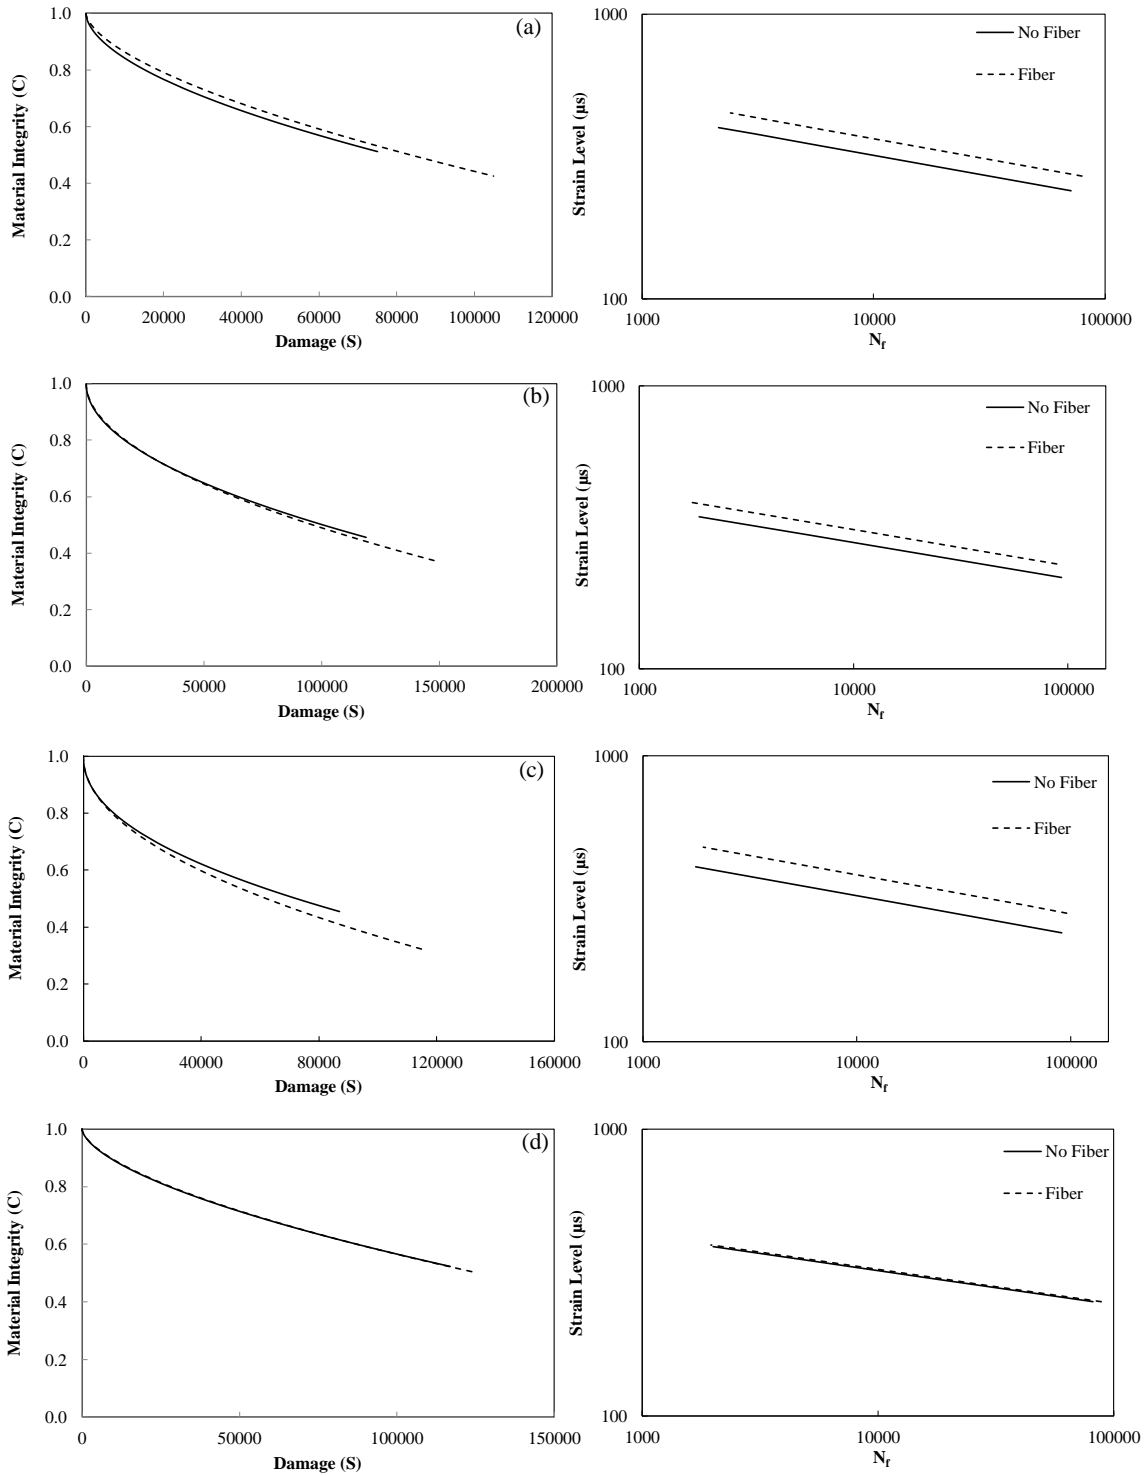 (a)
Material Integrity (C)
1.0
0.8
0.6
0.4
0.2
0.0
0 20000 40000 60000 80000 100000 120000
Damage (S)
Strain Level (μs)
1000
100
No Fiber
Fiber
1000 10000 100000
Nf
(b)
Material Integrity (C)
1.0
0.8
0.6
0.4
0.2
0.0
0 50000 100000 150000 200000
Damage (S)
Strain Level (μs)
1000
100
No Fiber
Fiber
1000 10000 100000
Nf
(c)
Material Integrity (C)
1.0
0.8
0.6
0.4
0.2
0.0
0 40000 80000 120000 160000
Damage (S)
Strain Level (μs)
1000
100
No Fiber
Fiber
1000 10000 100000
Nf
(d)
Material Integrity (C)
1.0
0.8
0.6
0.4
0.2
0.0
0 50000 100000 150000
Damage (S)
Strain Level (μs)
1000
100
No Fiber
Fiber
1000 10000 100000
Nf